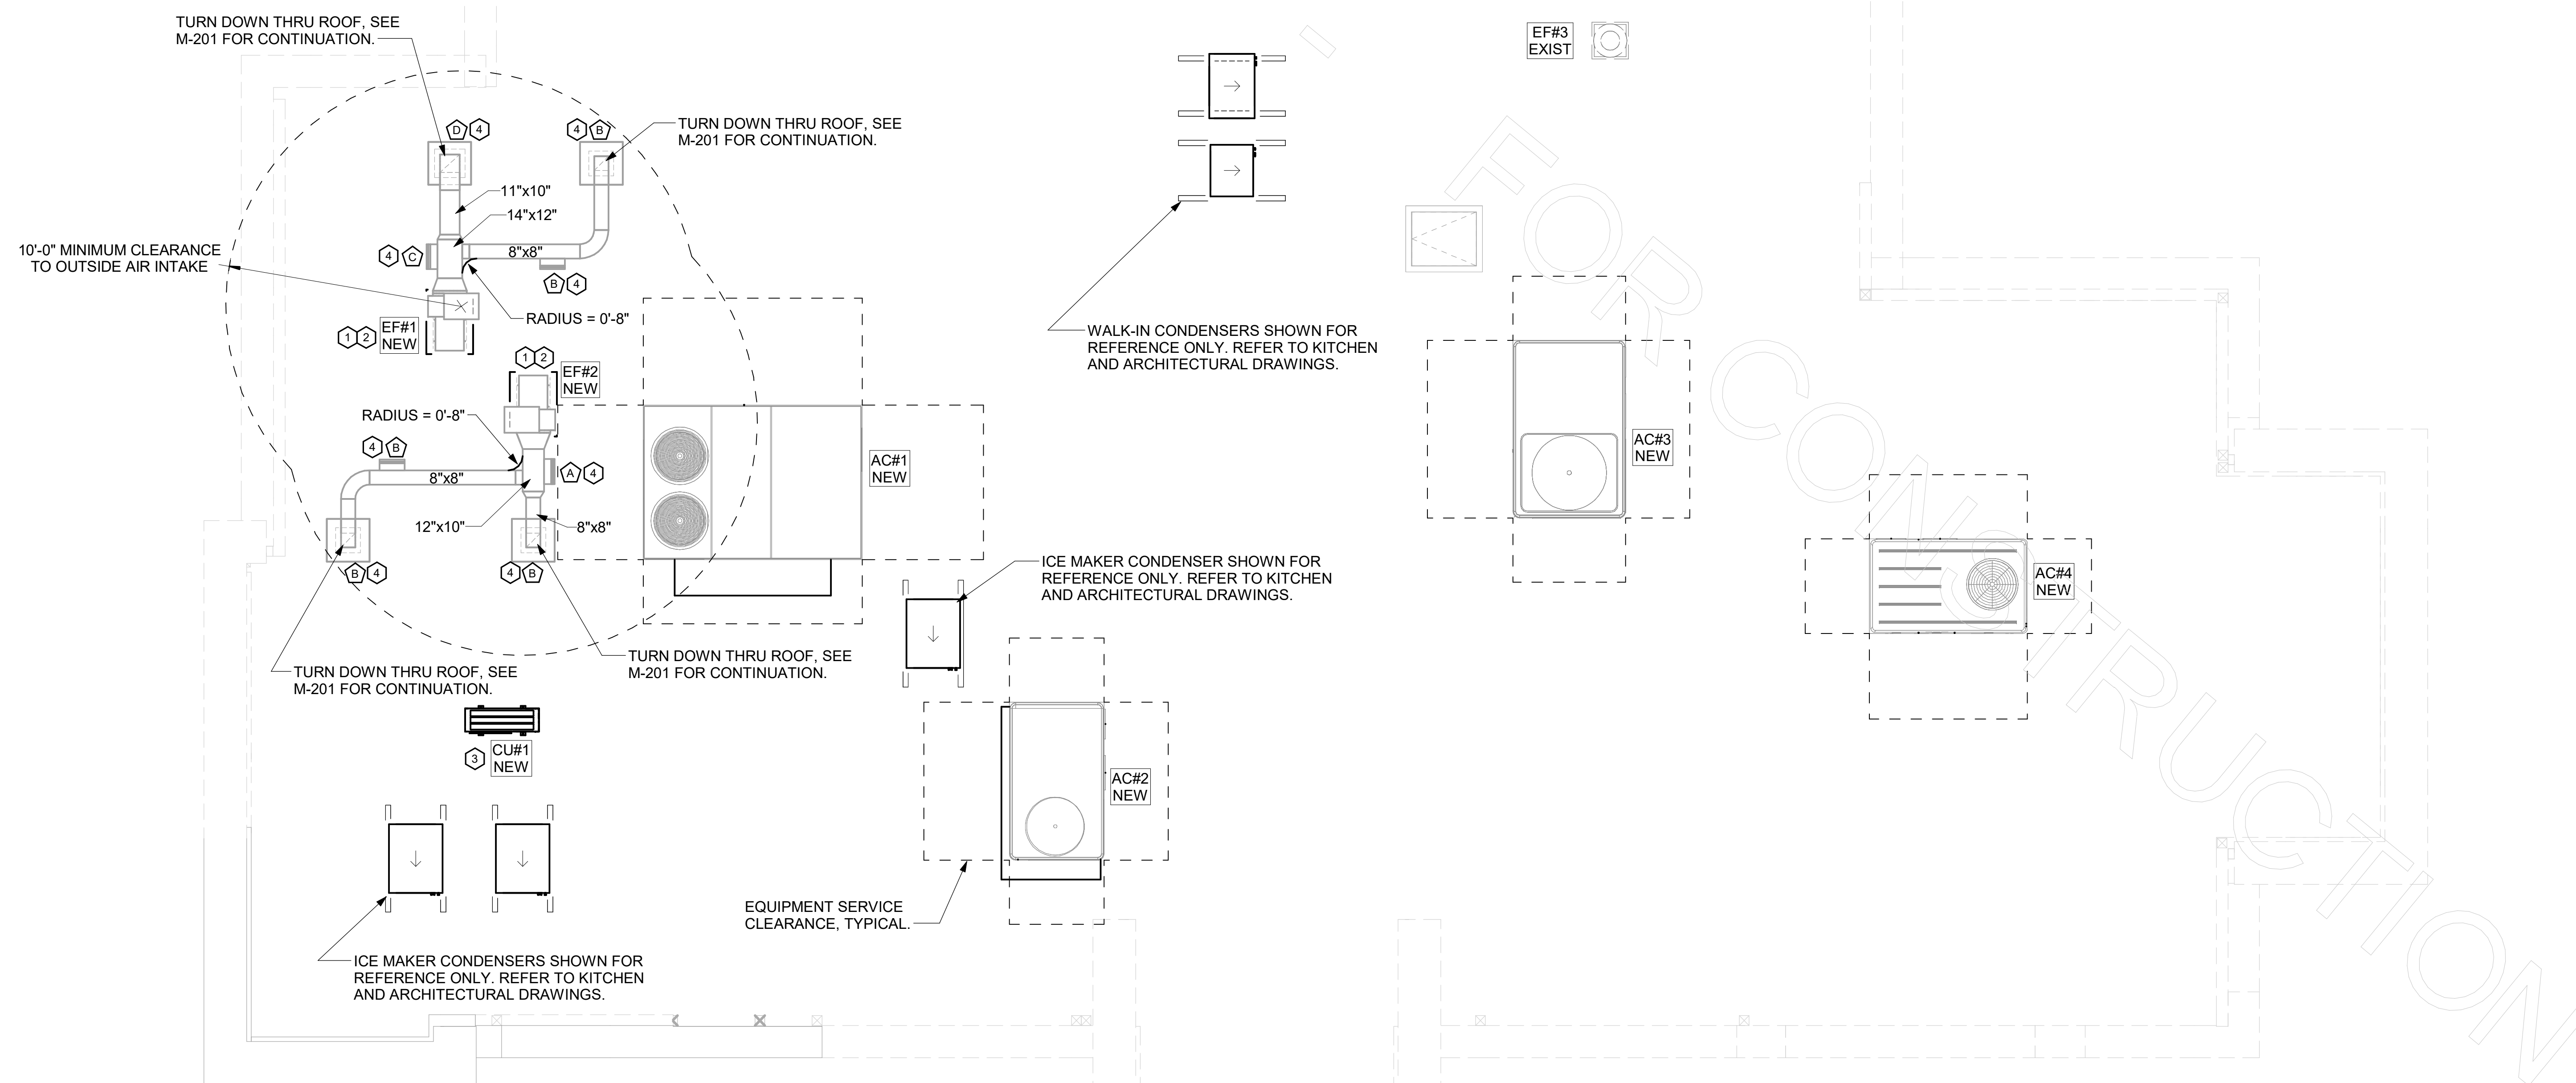 TURN DOWN THRU ROOF, SEE
M-201 FOR CONTINUATION.
EF#3
EXIST
TURN DOWN THRU ROOF, SEE
M-201 FOR CONTINUATION.
D
4
4
B
11"x10"
14"x12"
10'-0" MINIMUM CLEARANCE
TO OUTSIDE AIR INTAKE
4
C
8"x8"
B
4
RADIUS = 0'-8"
1
2
EF#1
NEW
1
2
EF#2
NEW
WALK-IN CONDENSERS SHOWN FOR
REFERENCE ONLY. REFER TO KITCHEN
AND ARCHITECTURAL DRAWINGS.
RADIUS = 0'-8"
4
B
8"x8"
A
4
12"x10"
8"x8"
AC#1
NEW
AC#3
NEW
B
4
4
B
ICE MAKER CONDENSER SHOWN FOR
REFERENCE ONLY. REFER TO KITCHEN
AND ARCHITECTURAL DRAWINGS.
AC#4
NEW
TURN DOWN THRU ROOF, SEE
M-201 FOR CONTINUATION.
TURN DOWN THRU ROOF, SEE
M-201 FOR CONTINUATION.
3
CU#1
NEW
AC#2
NEW
EQUIPMENT SERVICE
CLEARANCE, TYPICAL.
ICE MAKER CONDENSERS SHOWN FOR
REFERENCE ONLY. REFER TO KITCHEN
AND ARCHITECTURAL DRAWINGS.
FOR CONSTRUCTION